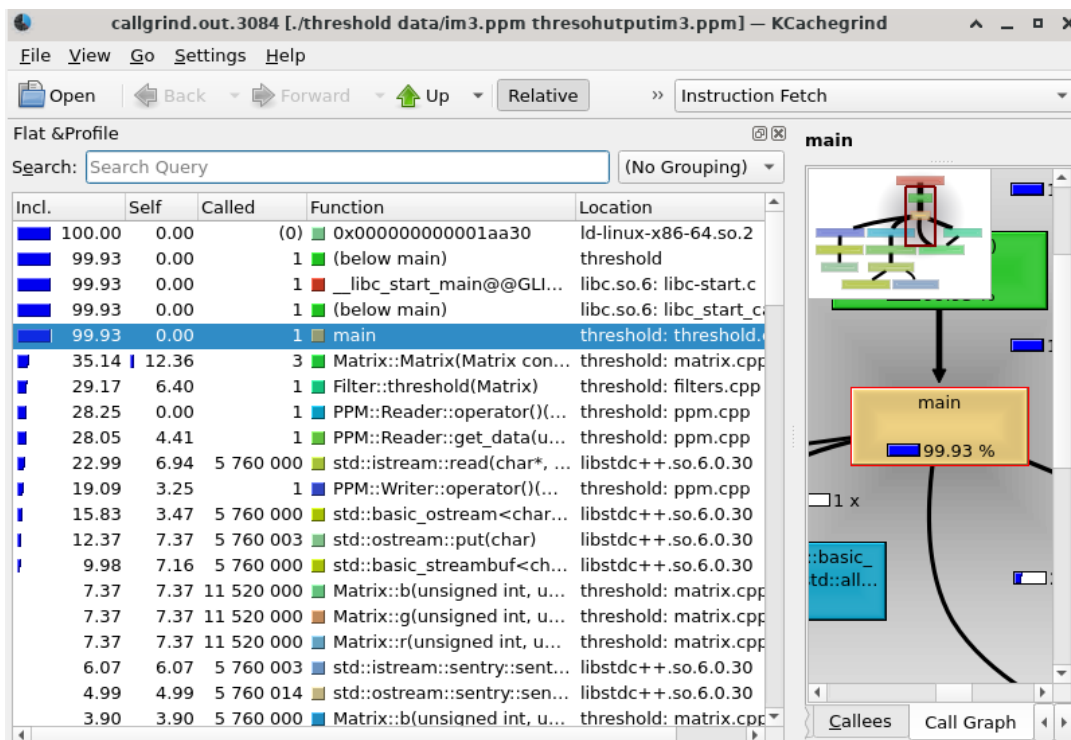 callgrind.out.3084 [./threshold data/im3.ppm thresohutputim3.ppm] — KCachegrind
File View Go Settings Help
Open Back Forward Up Relative » Instruction Fetch
Flat &Profile
Search: Search Query (No Grouping)
Incl. Self Called Function Location
100.00 0.00 (0) 0x000000000001aa30 ld-linux-x86-64.so.2
99.93 0.00 1 (below main) threshold
99.93 0.00 1 __libc_start_main@@GLI... libc.so.6: libc-start.c
99.93 0.00 1 (below main) libc.so.6: libc_start_ca
99.93 0.00 1 main threshold: threshold.c
35.14 12.36 3 Matrix::Matrix(Matrix con... threshold: matrix.cpp
29.17 6.40 1 Filter::threshold(Matrix) threshold: filters.cpp
28.25 0.00 1 PPM::Reader::operator()(... threshold: ppm.cpp
28.05 4.41 1 PPM::Reader::get_data(u... threshold: ppm.cpp
22.99 6.94 5 760 000 std::istream::read(char*, ... libstdc++.so.6.0.30
19.09 3.25 1 PPM::Writer::operator()(... threshold: ppm.cpp
15.83 3.47 5 760 000 std::basic_ostream<char... libstdc++.so.6.0.30
12.37 7.37 5 760 003 std::ostream::put(char) libstdc++.so.6.0.30
9.98 7.16 5 760 000 std::basic_streambuf<ch... libstdc++.so.6.0.30
7.37 7.37 11 520 000 Matrix::b(unsigned int, u... threshold: matrix.cpp
7.37 7.37 11 520 000 Matrix::g(unsigned int, u... threshold: matrix.cpp
7.37 7.37 11 520 000 Matrix::r(unsigned int, u... threshold: matrix.cpp
6.07 6.07 5 760 003 std::istream::sentry::sent... libstdc++.so.6.0.30
4.99 4.99 5 760 014 std::ostream::sentry::sen... libstdc++.so.6.0.30
3.90 3.90 5 760 000 Matrix::b(unsigned int, u... threshold: matrix.cpp
main
main
99.93 %
1 x
::basic_
td::all...
Callees Call Graph